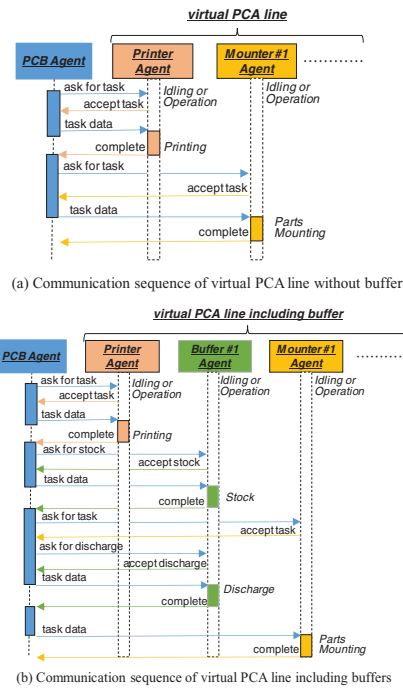 virtual PCA line
PCB Agent
Printer
Agent
Mounter #1
Agent
ask for task
Idling or
Operation
Idling or
Operation
accept task
task data
complete
Printing
ask for task
accept task
task data
complete
Parts
Mounting
(a) Communication sequence of virtual PCA line without buffer
virtual PCA line including buffer
PCB Agent
Printer
Agent
Buffer #1
Agent
Mounter #1
Agent
ask for task
Idling or
Operation
Idling or
Operation
Idling or
Operation
accept task
task data
complete
Printing
ask for stock
accept stock
task data
complete
Stock
ask for task
accept task
ask for discharge
accept discharge
task data
Discharge
complete
task data
complete
Parts
Mounting
(b) Communication sequence of virtual PCA line including buffers